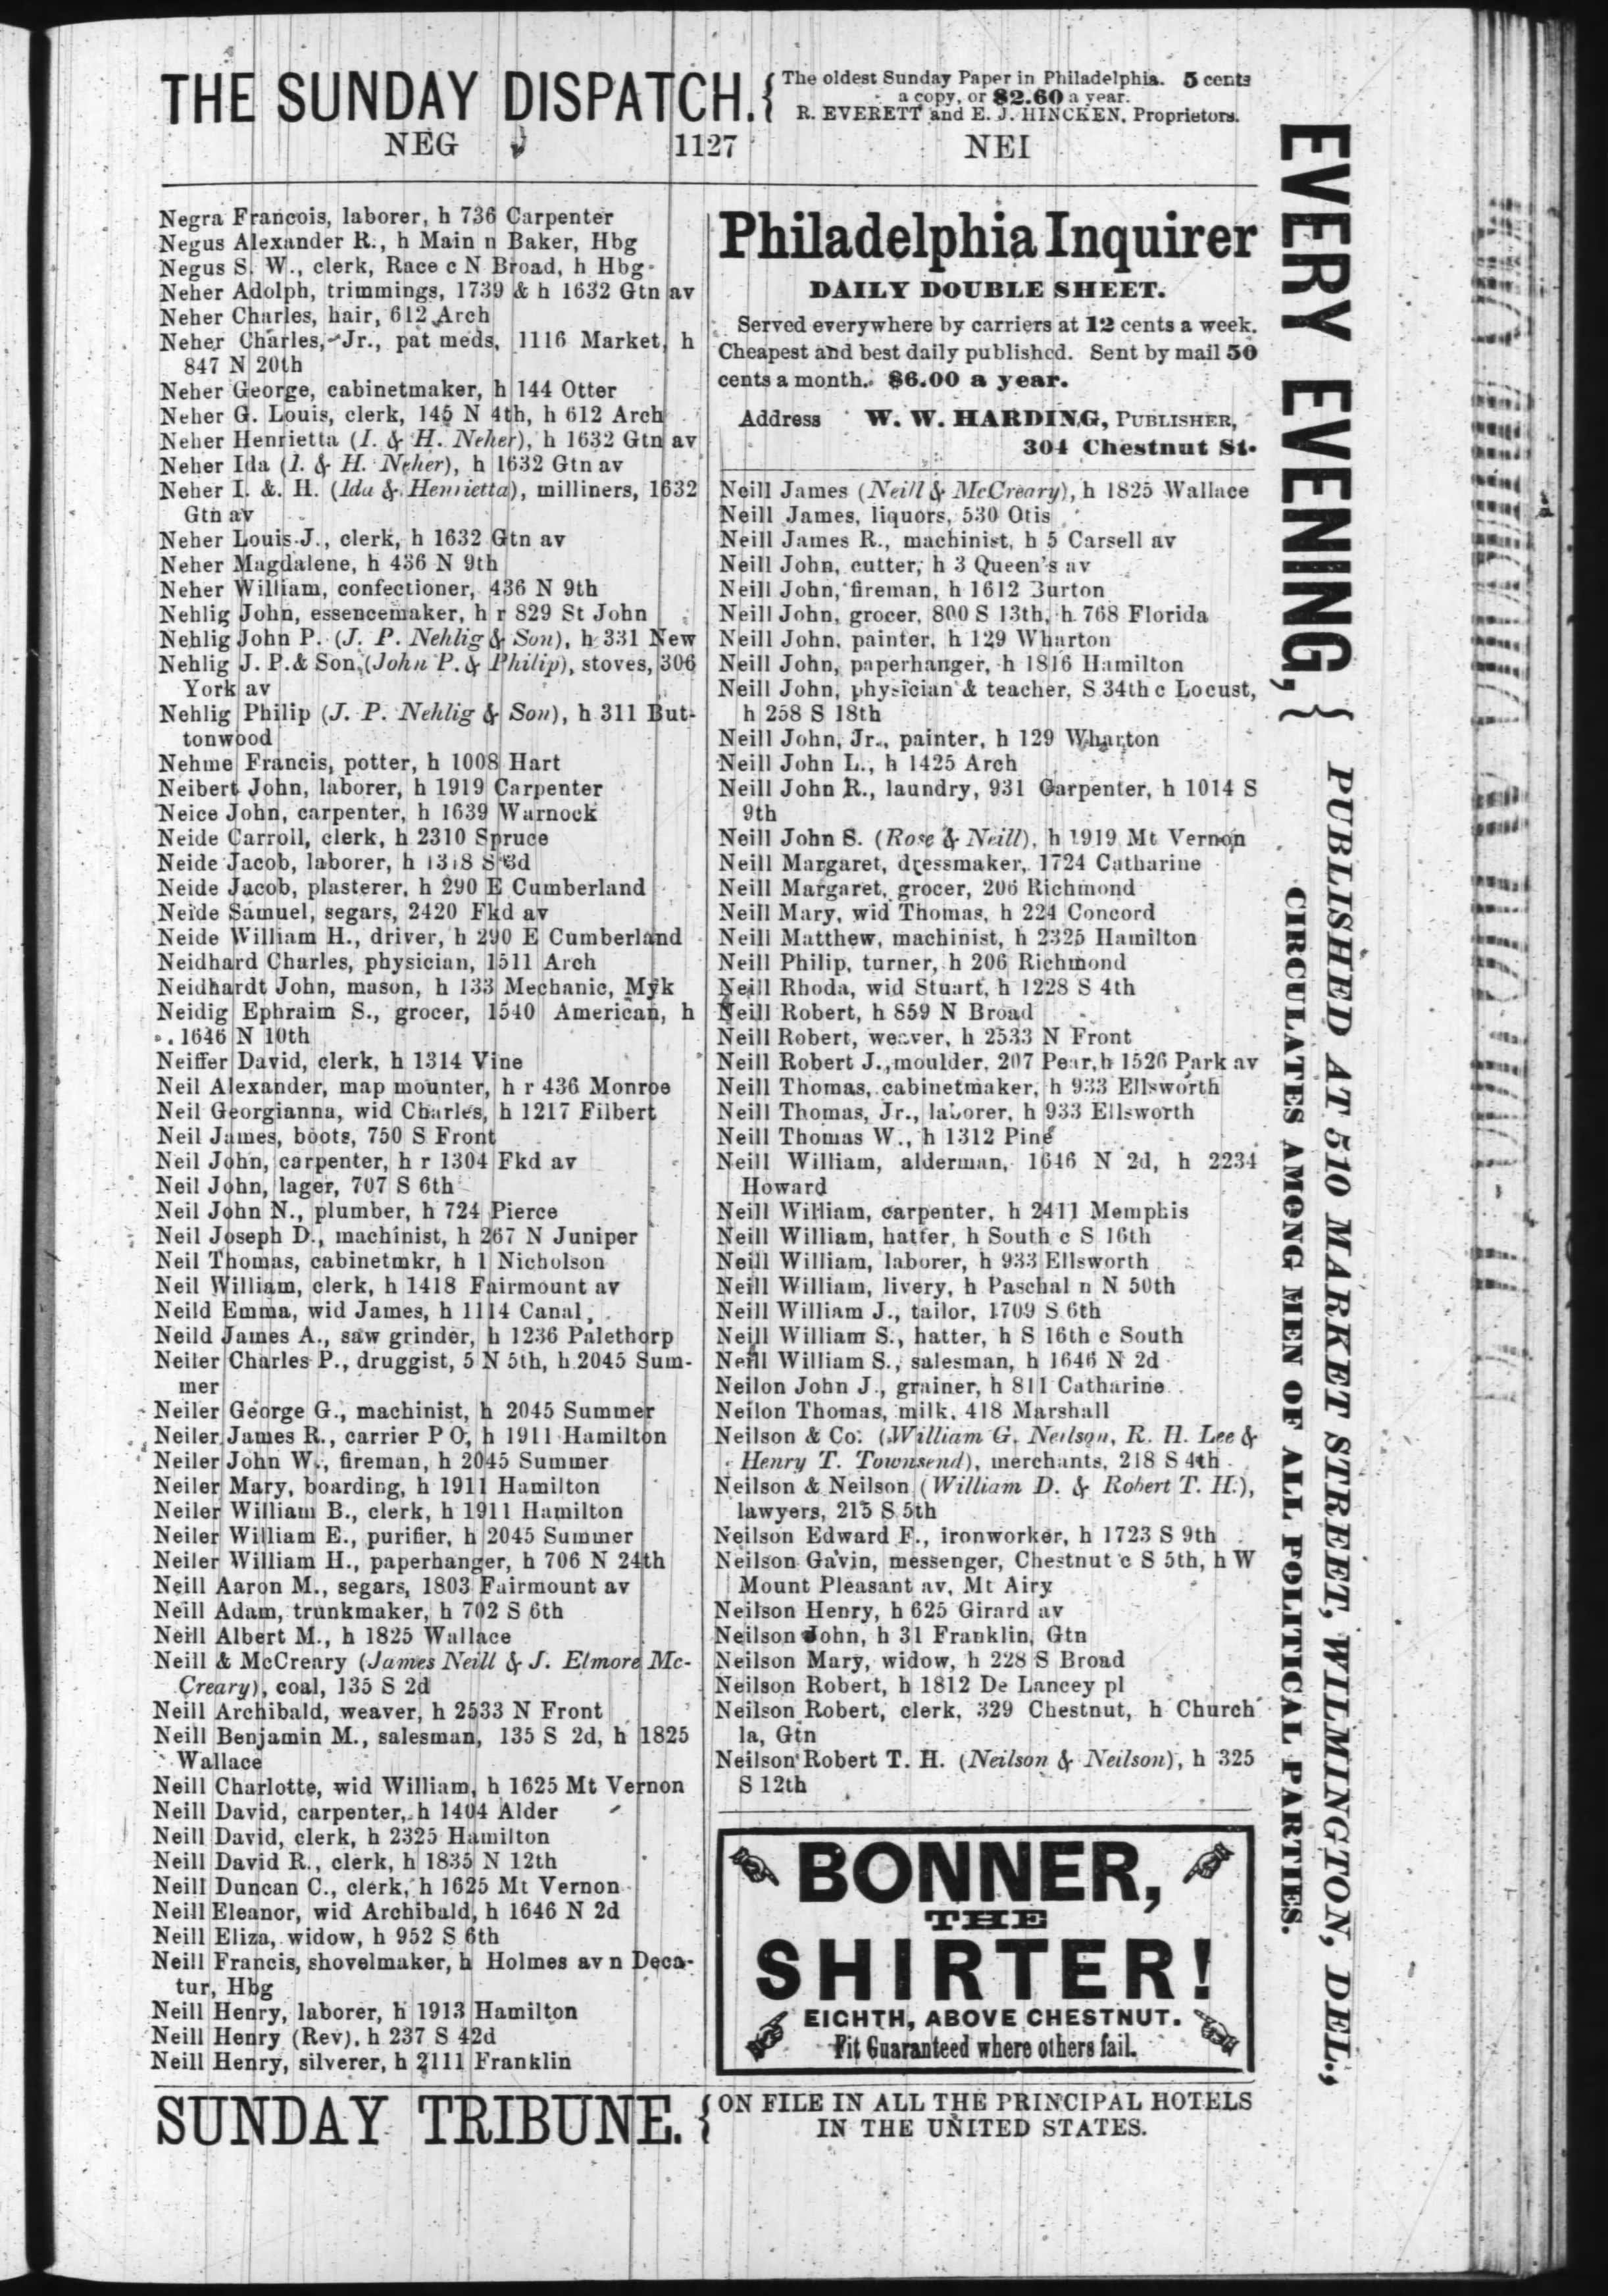 THE SUNDAY DISPATCH. { The oldest Sunday Paper in Philadelphia. 5 cents
a copy, or $2.60 a year.
R. EVERETT and E. J. HINCKEN, Proprietors.
NEG 1127 NEI
Negra Francois, laborer, h 736 Carpenter
Negus Alexander R., h Main n Baker, Hbg
Negus S. W., clerk, Race c N Broad, h Hbg
Neher Adolph, trimmings, 1739 & h 1632 Gtn av
Neher Charles, hair, 612 Arch
Neher Charles, Jr., pat meds, 1116 Market, h
847 N 20th
Neher George, cabinetmaker, h 144 Otter
Neher G. Louis, clerk, 145 N 4th, h 612 Arch
Neher Henrietta (I. & H. Neher), h 1632 Gtn av
Neher Ida (I. & H. Neher), h 1632 Gtn av
Neher I. & H. (Ida & Henrietta), milliners, 1632
Gtn av
Neher Louis J., clerk, h 1632 Gtn av
Neher Magdalene, h 436 N 9th
Neher William, confectioner, 436 N 9th
Nehlig John, essencemaker, h r 829 St John
Nehlig John P. (J. P. Nehlig & Son), h 331 New
Nehlig J. P. & Son, (John P. & Philip), stoves, 306
York av
Nehlig Philip (J. P. Nehlig & Son), h 311 But-
tonwood
Nehme Francis, potter, h 1008 Hart
Neibert John, laborer, h 1919 Carpenter
Neice John, carpenter, h 1639 Warnock
Neide Carroll, clerk, h 2310 Spruce
Neide Jacob, laborer, h 1318 S 3d
Neide Jacob, plasterer, h 290 E Cumberland
Neide Samuel, segars, 2420 Fkd av
Neide William H., driver, h 290 E Cumberland
Neidhard Charles, physician, 1511 Arch
Neidhardt John, mason, h 133 Mechanic, Myk
Neidig Ephraim S., grocer, 1540 American, h
1646 N 10th
Neiffer David, clerk, h 1314 Vine
Neil Alexander, map mounter, h r 436 Monroe
Neil Georgianna, wid Charles, h 1217 Filbert
Neil James, boots, 750 S Front
Neil John, carpenter, h r 1304 Fkd av
Neil John, lager, 707 S 6th
Neil John N., plumber, h 724 Pierce
Neil Joseph D., machinist, h 267 N Juniper
Neil Thomas, cabinetmkr, h 1 Nicholson
Neil William, clerk, h 1418 Fairmount av
Neild Emma, wid James, h 1114 Canal
Neild James A., saw grinder, h 1236 Palethorp
Neiler Charles P., druggist, 5 N 5th, h 2045 Sum-
mer
Neiler George G., machinist, h 2045 Summer
Neiler James R., carrier P O, h 1911 Hamilton
Neiler John W., fireman, h 2045 Summer
Neiler Mary, boarding, h 1911 Hamilton
Neiler William B., clerk, h 1911 Hamilton
Neiler William E., purifier, h 2045 Summer
Neiler William H., paperhanger, h 706 N 24th
Neill Aaron M., segars, 1803 Fairmount av
Neill Adam, trunkmaker, h 702 S 6th
Neill Albert M., h 1825 Wallace
Neill & McCreary (James Neill & J. Elmore Mc-
Creary), coal, 135 S 2d
Neill Archibald, weaver, h 2533 N Front
Neill Benjamin M., salesman, 135 S 2d, h 1825
Wallace
Neill Charlotte, wid William, h 1625 Mt Vernon
Neill David, carpenter, h 1404 Alder
Neill David, clerk, h 2325 Hamilton
Neill David R., clerk, h 1835 N 12th
Neill Duncan C., clerk, h 1625 Mt Vernon
Neill Eleanor, wid Archibald, h 1646 N 2d
Neill Eliza, widow, h 952 S 6th
Neill Francis, shovelmaker, h Holmes av n Deca-
tur, Hbg
Neill Henry, laborer, h 1913 Hamilton
Neill Henry (Rev), h 237 S 42d
Neill Henry, silverer, h 2111 Franklin
Philadelphia Inquirer
DAILY DOUBLE SHEET.
Served everywhere by carriers at 12 cents a week.
Cheapest and best daily published. Sent by mail 50
cents a month. $6.00 a year.
Address W. W. HARDING, PUBLISHER,
304 Chestnut St.
Neill James (Neill & McCreary), h 1825 Wallace
Neill James, liquors, 530 Otis
Neill James R., machinist, h 5 Carsell av
Neill John, cutter, h 3 Queen's av
Neill John, fireman, h 1612 Burton
Neill John, grocer, 800 S 13th, h 768 Florida
Neill John, painter, h 129 Wharton
Neill John, paperhanger, h 1816 Hamilton
Neill John, physician & teacher, S 34th c Locust,
h 258 S 18th
Neill John, Jr., painter, h 129 Wharton
Neill John L., h 1425 Arch
Neill John R., laundry, 931 Carpenter, h 1014 S
9th
Neill John S. (Rose & Neill), h 1919 Mt Vernon
Neill Margaret, dressmaker, 1724 Catharine
Neill Margaret, grocer, 206 Richmond
Neill Mary, wid Thomas, h 224 Concord
Neill Matthew, machinist, h 2325 Hamilton
Neill Philip, turner, h 206 Richmond
Neill Rhoda, wid Stuart, h 1228 S 4th
Neill Robert, h 859 N Broad
Neill Robert, weaver, h 2533 N Front
Neill Robert J., moulder, 207 Pear, h 1526 Park av
Neill Thomas, cabinetmaker, h 933 Ellsworth
Neill Thomas, Jr., laborer, h 933 Ellsworth
Neill Thomas W., h 1312 Pine
Neill William, alderman, 1646 N 2d, h 2234
Howard
Neill William, carpenter, h 2411 Memphis
Neill William, hatter, h South c S 16th
Neill William, laborer, h 933 Ellsworth
Neill William, livery, h Paschal n N 50th
Neill William J., tailor, 1709 S 6th
Neill William S., hatter, h S 16th c South
Neill William S., salesman, h 1646 N 2d
Neilon John J., grainer, h 811 Catharine
Neilon Thomas, milk, 418 Marshall
Neilson & Co. (William G. Neilson, R. H. Lee &
Henry T. Townsend), merchants, 218 S 4th
Neilson & Neilson (William D. & Robert T. H.),
lawyers, 215 S 5th
Neilson Edward F., ironworker, h 1723 S 9th
Neilson Gavin, messenger, Chestnut c S 5th, h W
Mount Pleasant av, Mt Airy
Neilson Henry, h 625 Girard av
Neilson John, h 31 Franklin, Gtn
Neilson Mary, widow, h 228 S Broad
Neilson Robert, h 1812 De Lancey pl
Neilson Robert, clerk, 329 Chestnut, h Church
la, Gtn
Neilson Robert T. H. (Neilson & Neilson), h 325
S 12th
BONNER,
THE
SHIRTER!
EIGHTH, ABOVE CHESTNUT.
Fit Guaranteed where others fail.
SUNDAY TRIBUNE. { ON FILE IN ALL THE PRINCIPAL HOTELS
IN THE UNITED STATES.
EVERY EVENING, { PUBLISHED AT 510 MARKET STREET, WILMINGTON, DEL.,
CIRCULATES AMONG MEN OF ALL POLITICAL PARTIES.